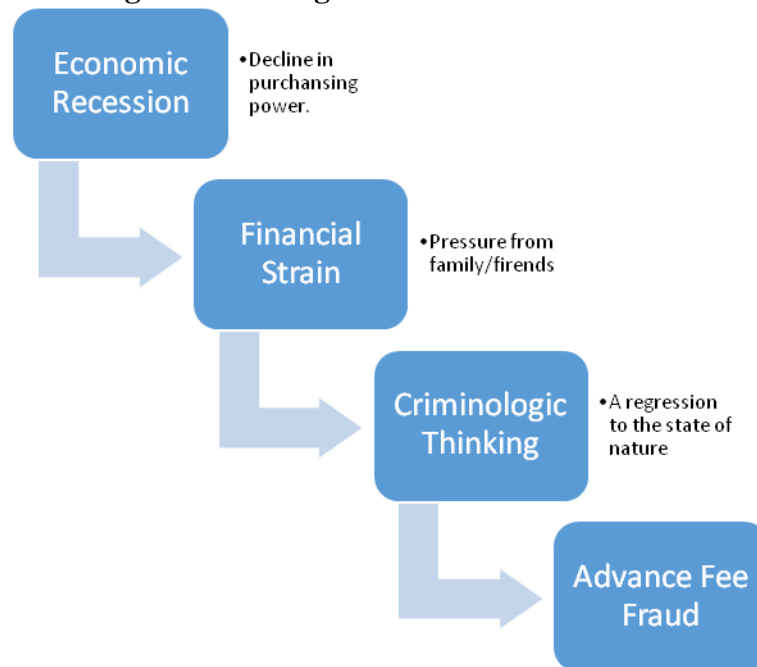 Economic
Recession
•Decline in
purchansing
power.
Financial
Strain
•Pressure from
family/firends
Criminologic
Thinking
•A regression
to the state of
nature
Advance Fee
Fraud